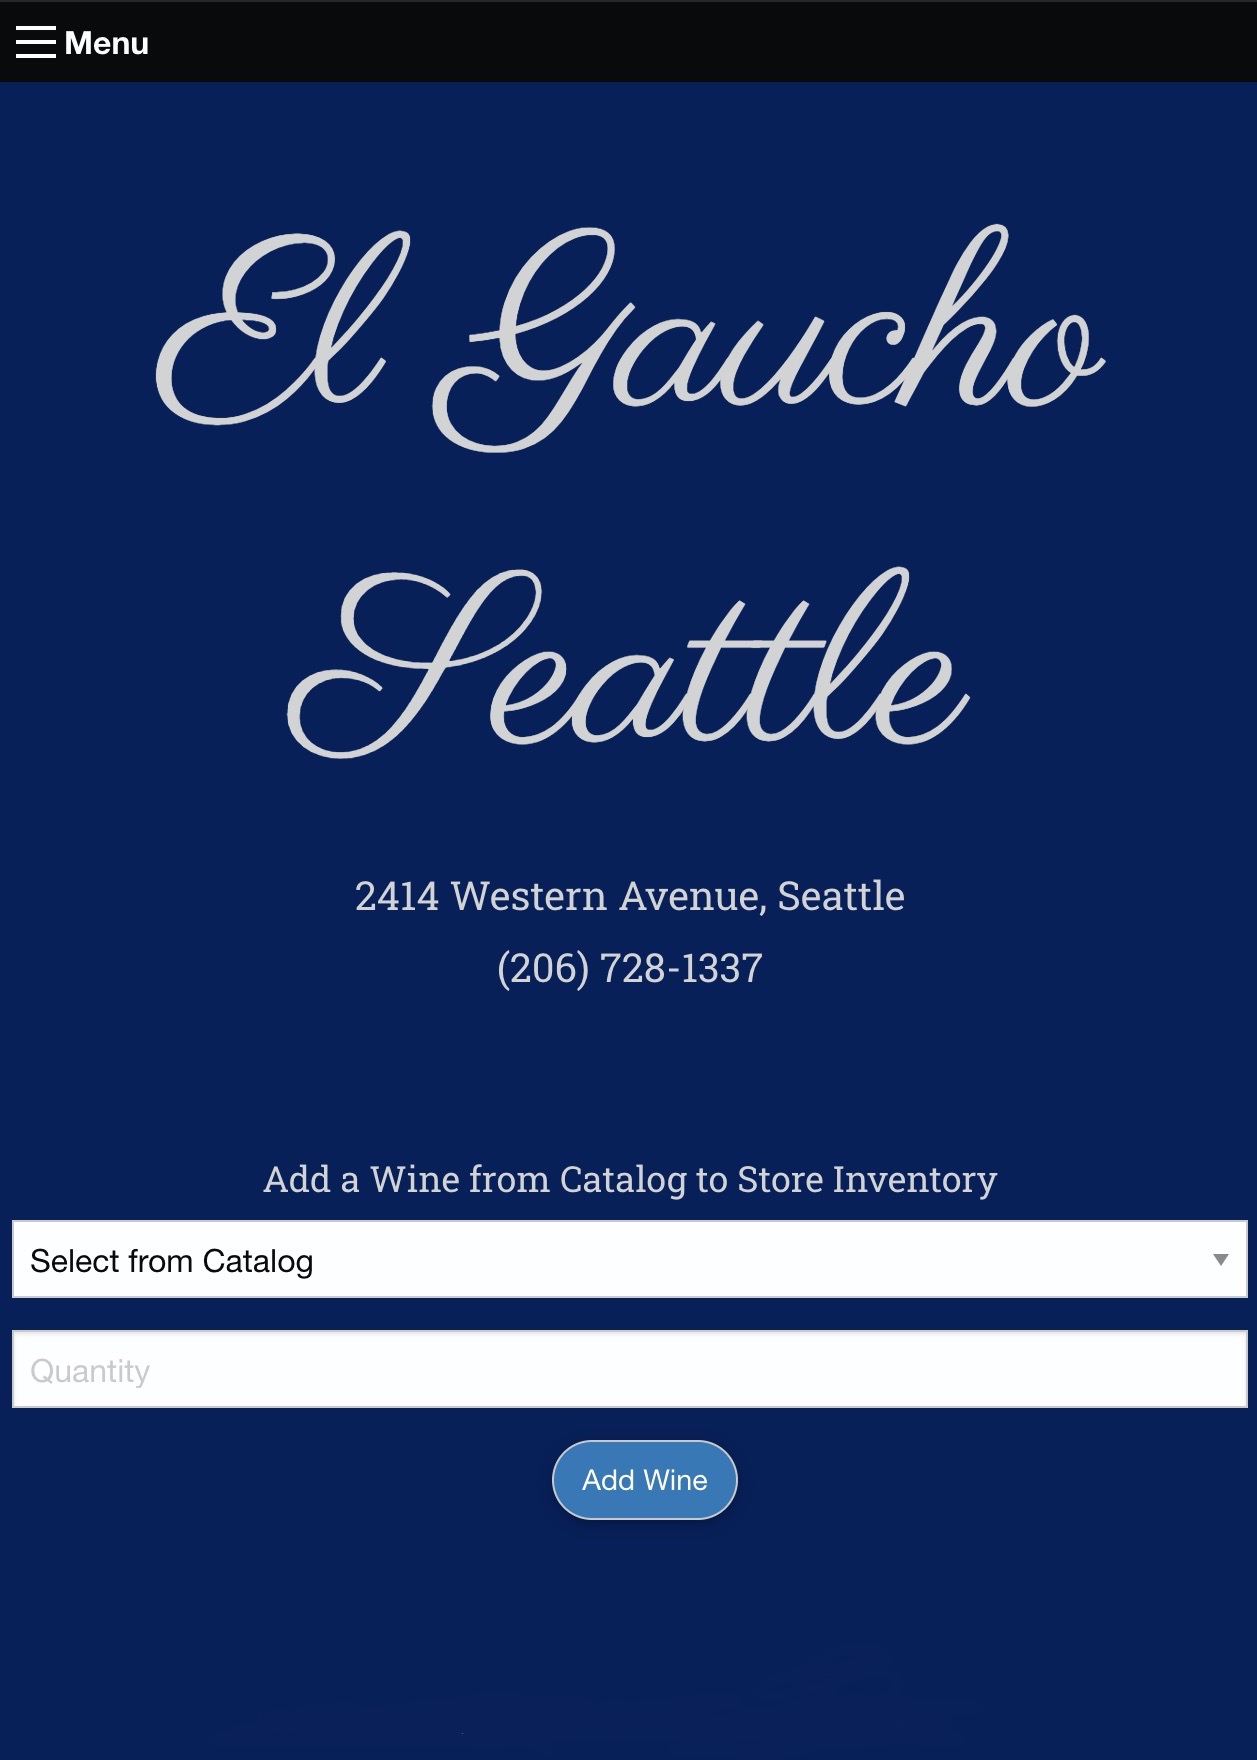 Menu
El Gaucho
Seattle
2414 Western Avenue, Seattle
(206) 728-1337
Add a Wine from Catalog to Store Inventory
Select from Catalog
Quantity
Add Wine